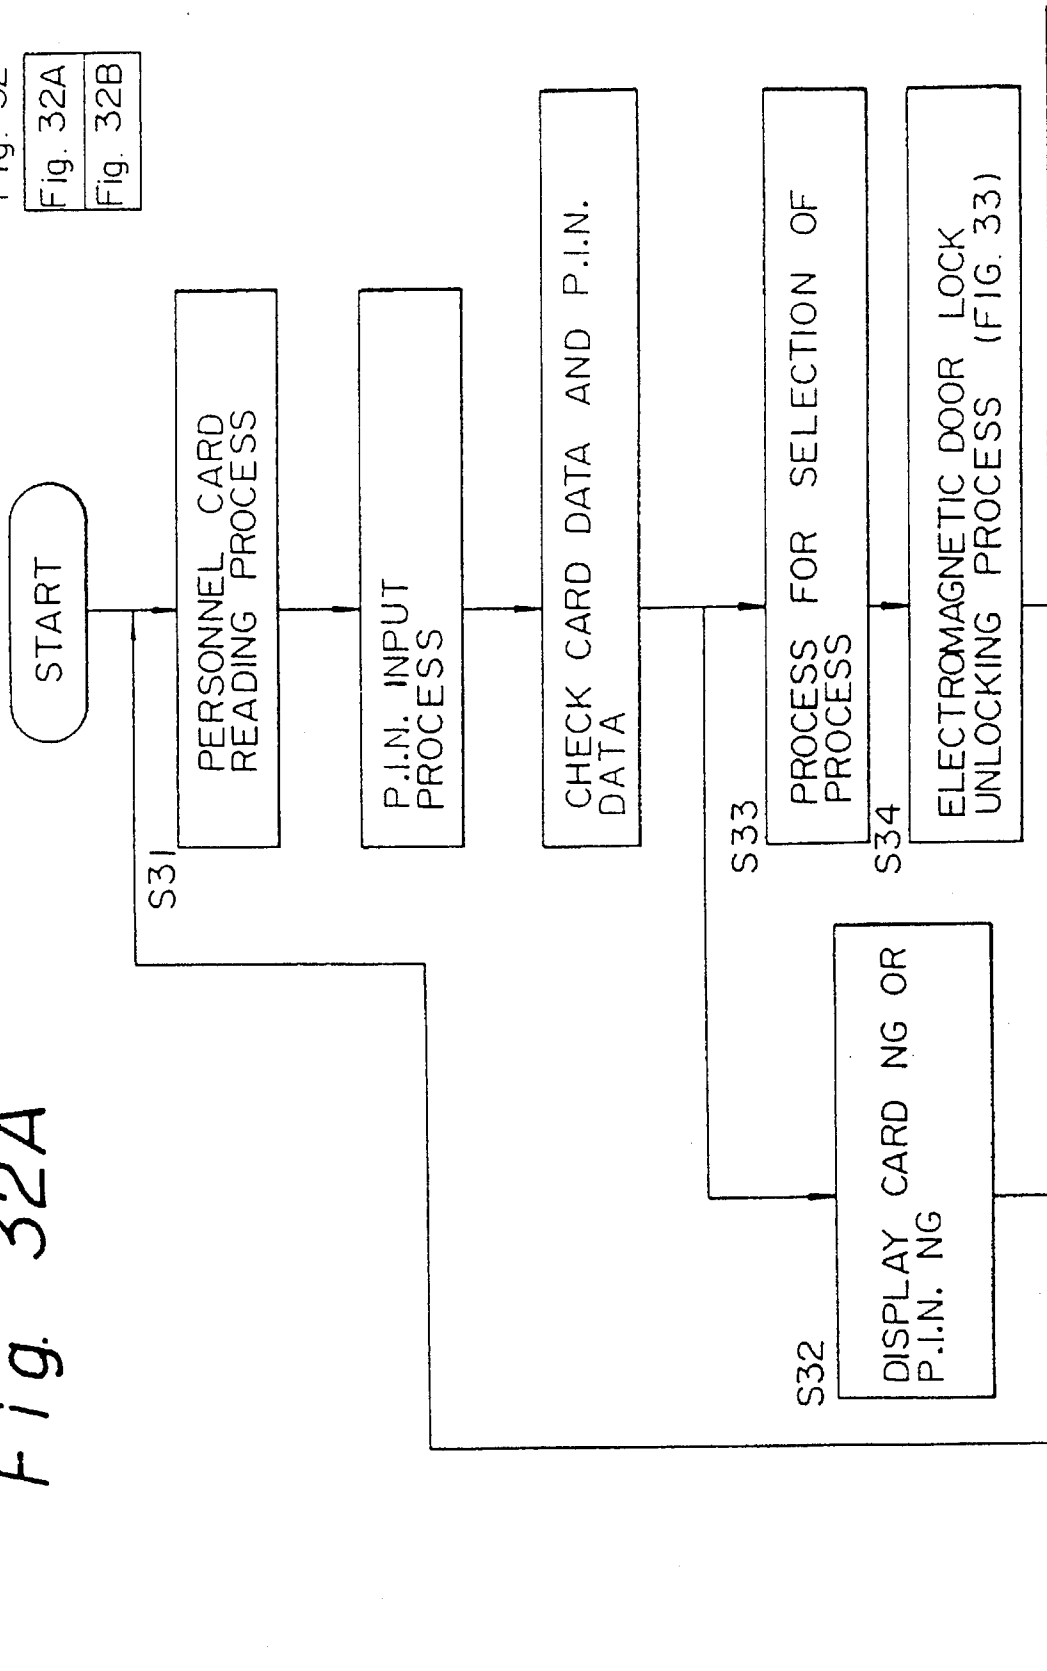 Fig. 32A
Fig. 32
Fig. 32A
Fig. 32B
START
S31
PERSONNEL CARD
READING PROCESS
P.I.N. INPUT
PROCESS
CHECK CARD DATA AND P.I.N.
DATA
S33
PROCESS FOR SELECTION OF
PROCESS
S34
ELECTROMAGNETIC DOOR LOCK
UNLOCKING PROCESS (FIG. 33)
S32
DISPLAY CARD NG OR
P.I.N. NG